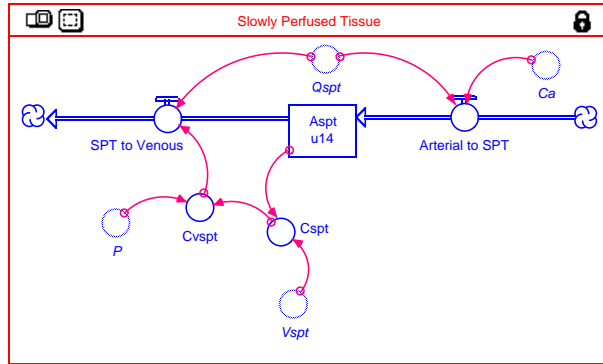 Slowly Perfused Tissue
Qspt
Ca
Aspt
u14
SPT to Venous
Arterial to SPT
P
Cvspt
Cspt
Vspt